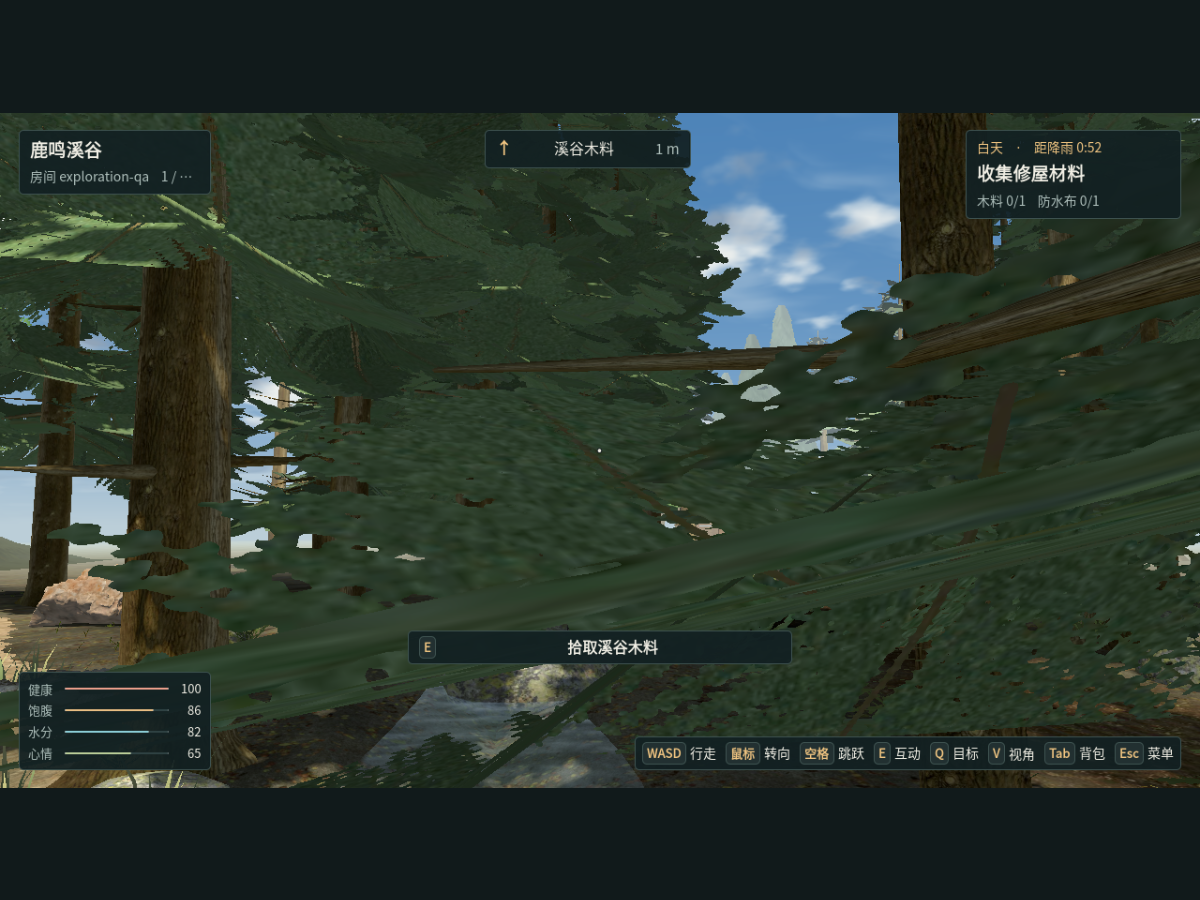 鹿鸣溪谷
房间 exploration-qa 1 / ···
↑ 溪谷木料 1 m
白天 · 距降雨 0:52
收集修屋材料
木料 0/1 防水布 0/1
E 拾取溪谷木料
健康 100
饱腹 86
水分 82
心情 65
WASD 行走 鼠标 转向 空格 跳跃 E 互动 Q 目标 V 视角 Tab 背包 Esc 菜单